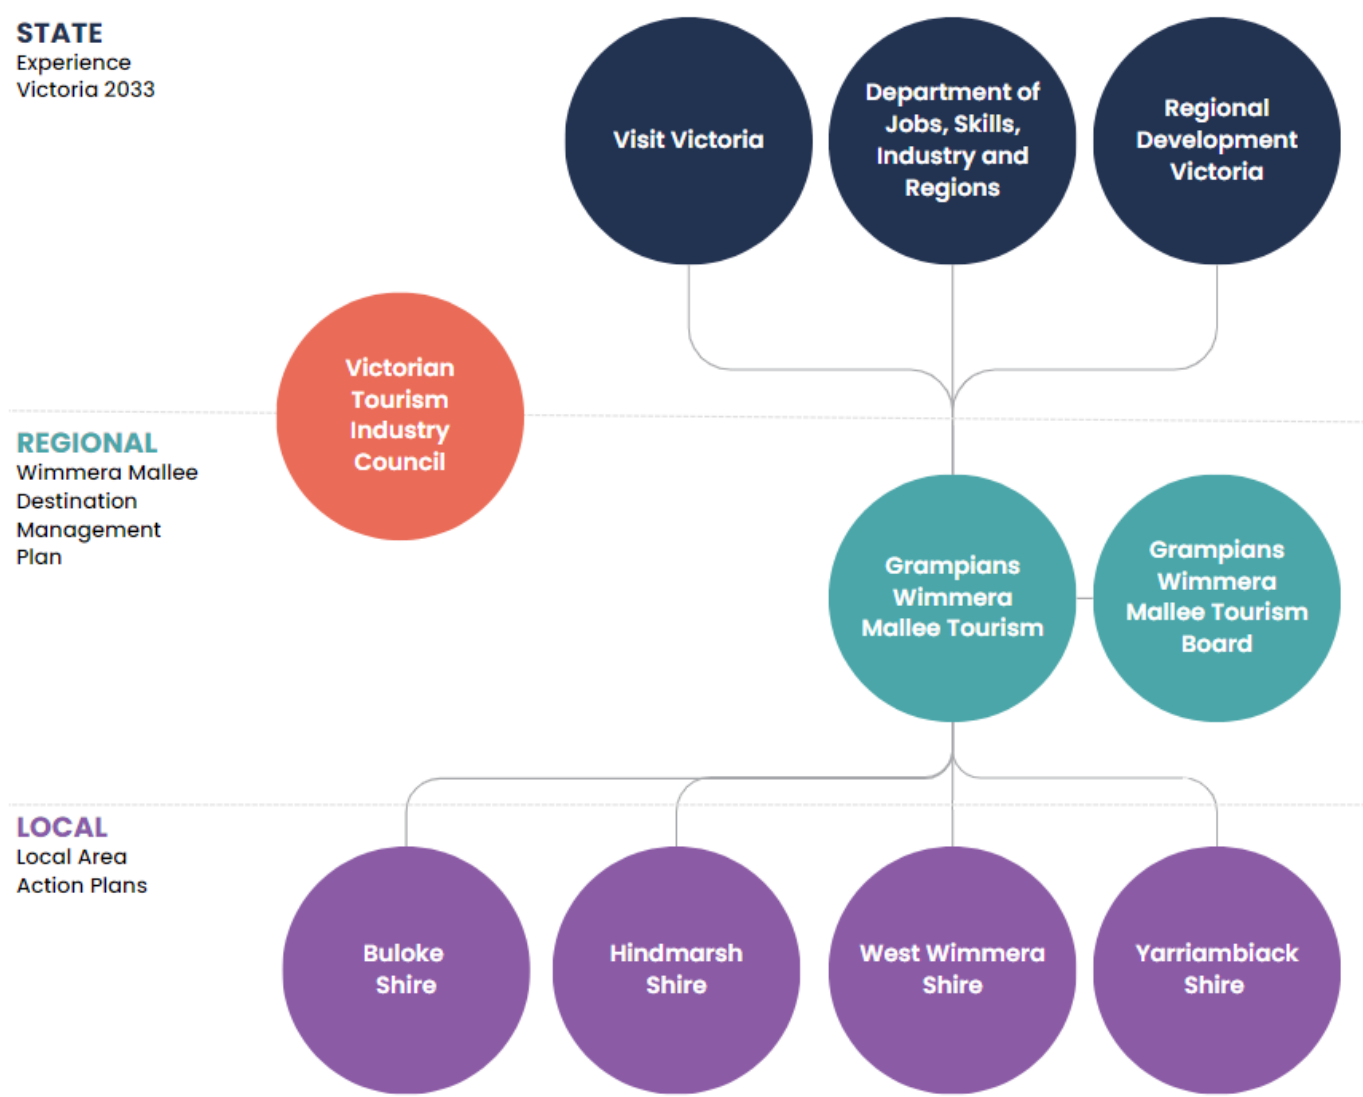 STATE
Experience
Victoria 2033
Visit Victoria
Department of
Jobs, Skills,
Industry and
Regions
Regional
Development
Victoria
Victorian
Tourism
Industry
Council
REGIONAL
Wimmera Mallee
Destination
Management
Plan
Grampians
Wimmera
Mallee Tourism
Grampians
Wimmera
Mallee Tourism
Board
LOCAL
Local Area
Action Plans
Buloke
Shire
Hindmarsh
Shire
West Wimmera
Shire
Yarriambiack
Shire